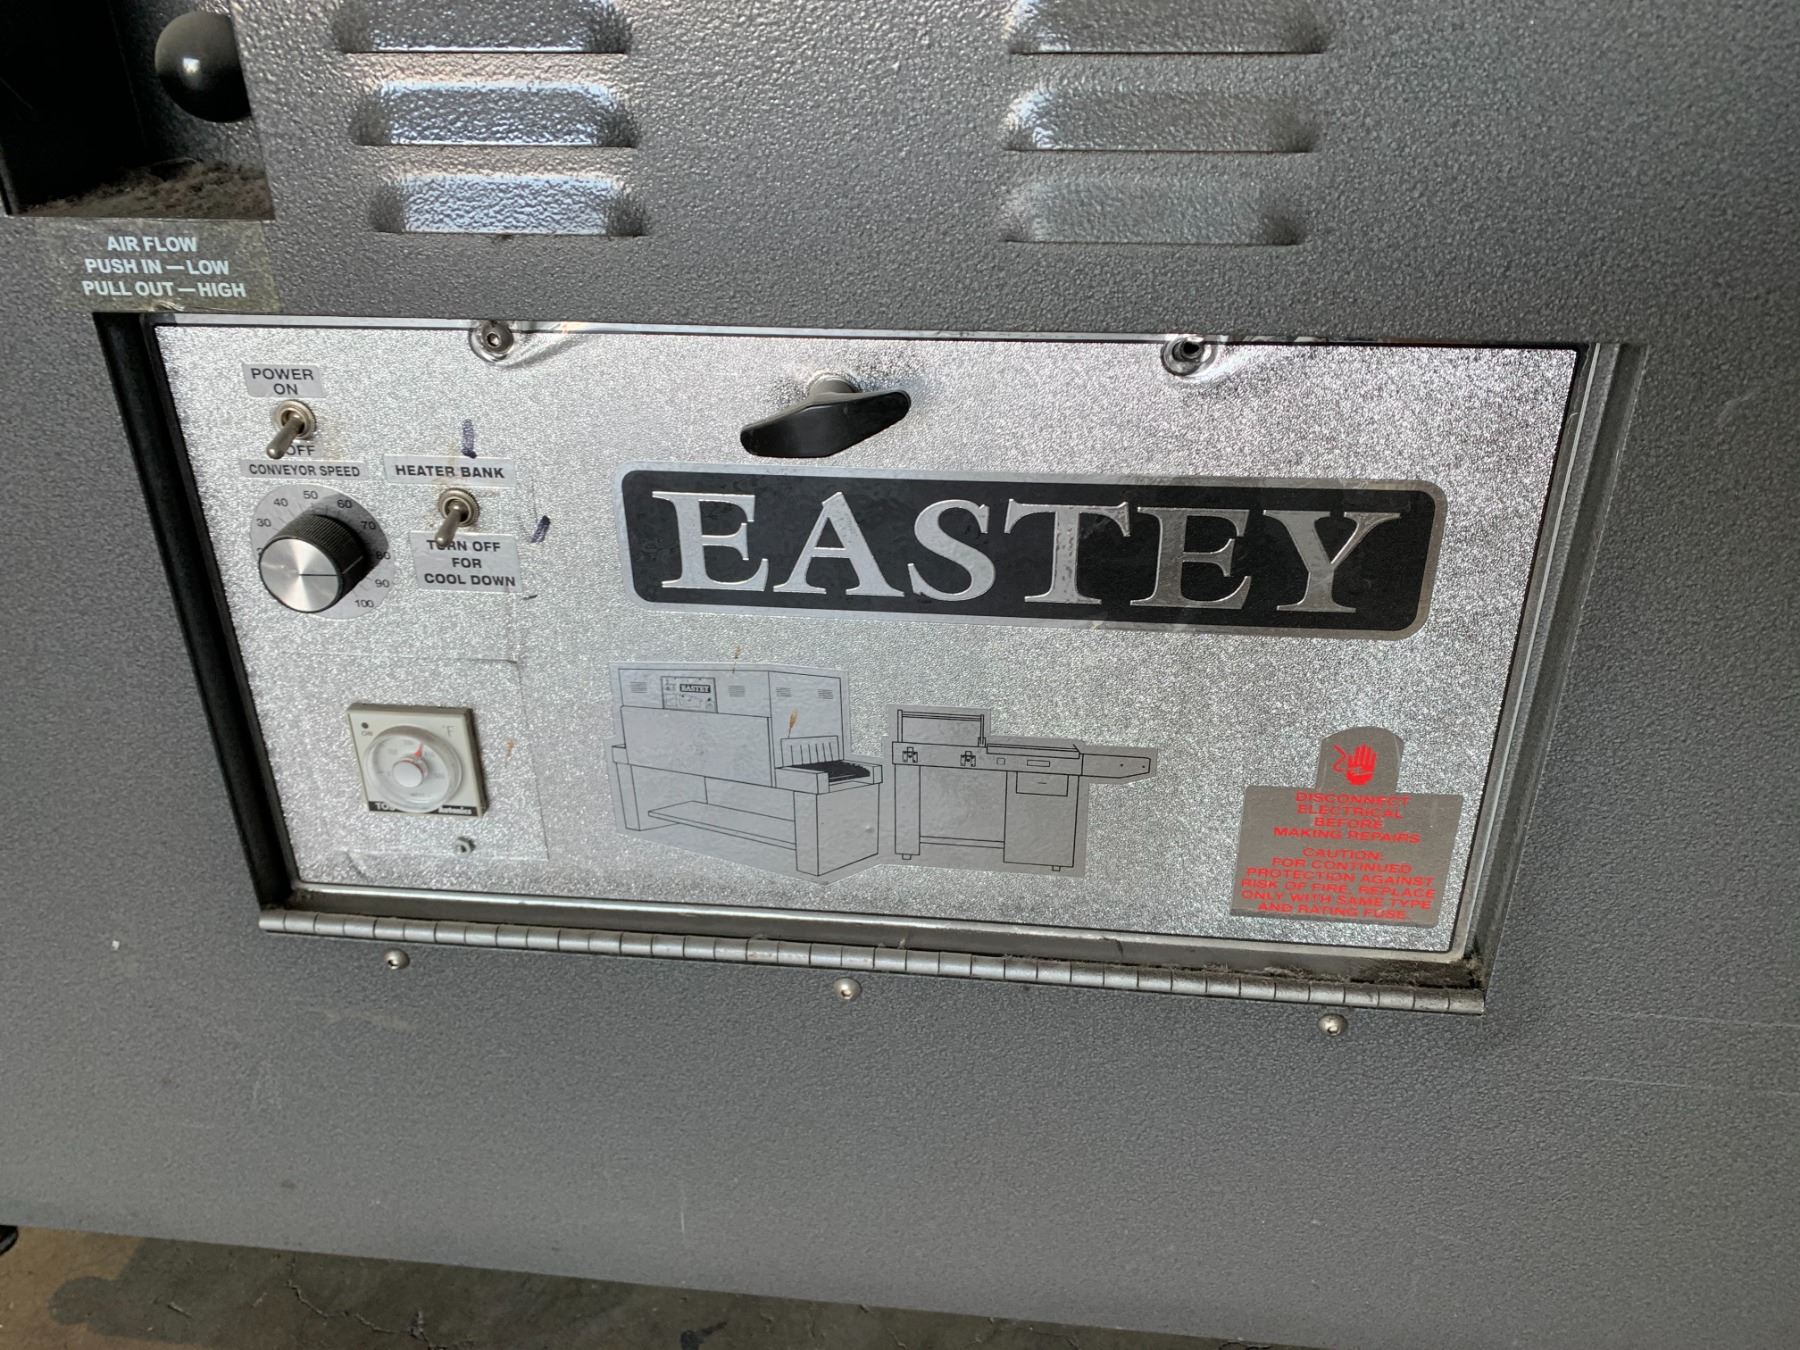 AIR FLOW
PUSH IN — LOW
PULL OUT — HIGH
POWER
ON
OFF
CONVEYOR SPEED
30 40 50 60 70 80 90 100
HEATER BANK
TURN OFF
FOR
COOL DOWN
EASTEY
°F
ON
EASTEY
DISCONNECT
ELECTRICAL
BEFORE
MAKING REPAIRS
CAUTION:
FOR CONTINUED
PROTECTION AGAINST
RISK OF FIRE, REPLACE
ONLY WITH SAME TYPE
AND RATING FUSE.